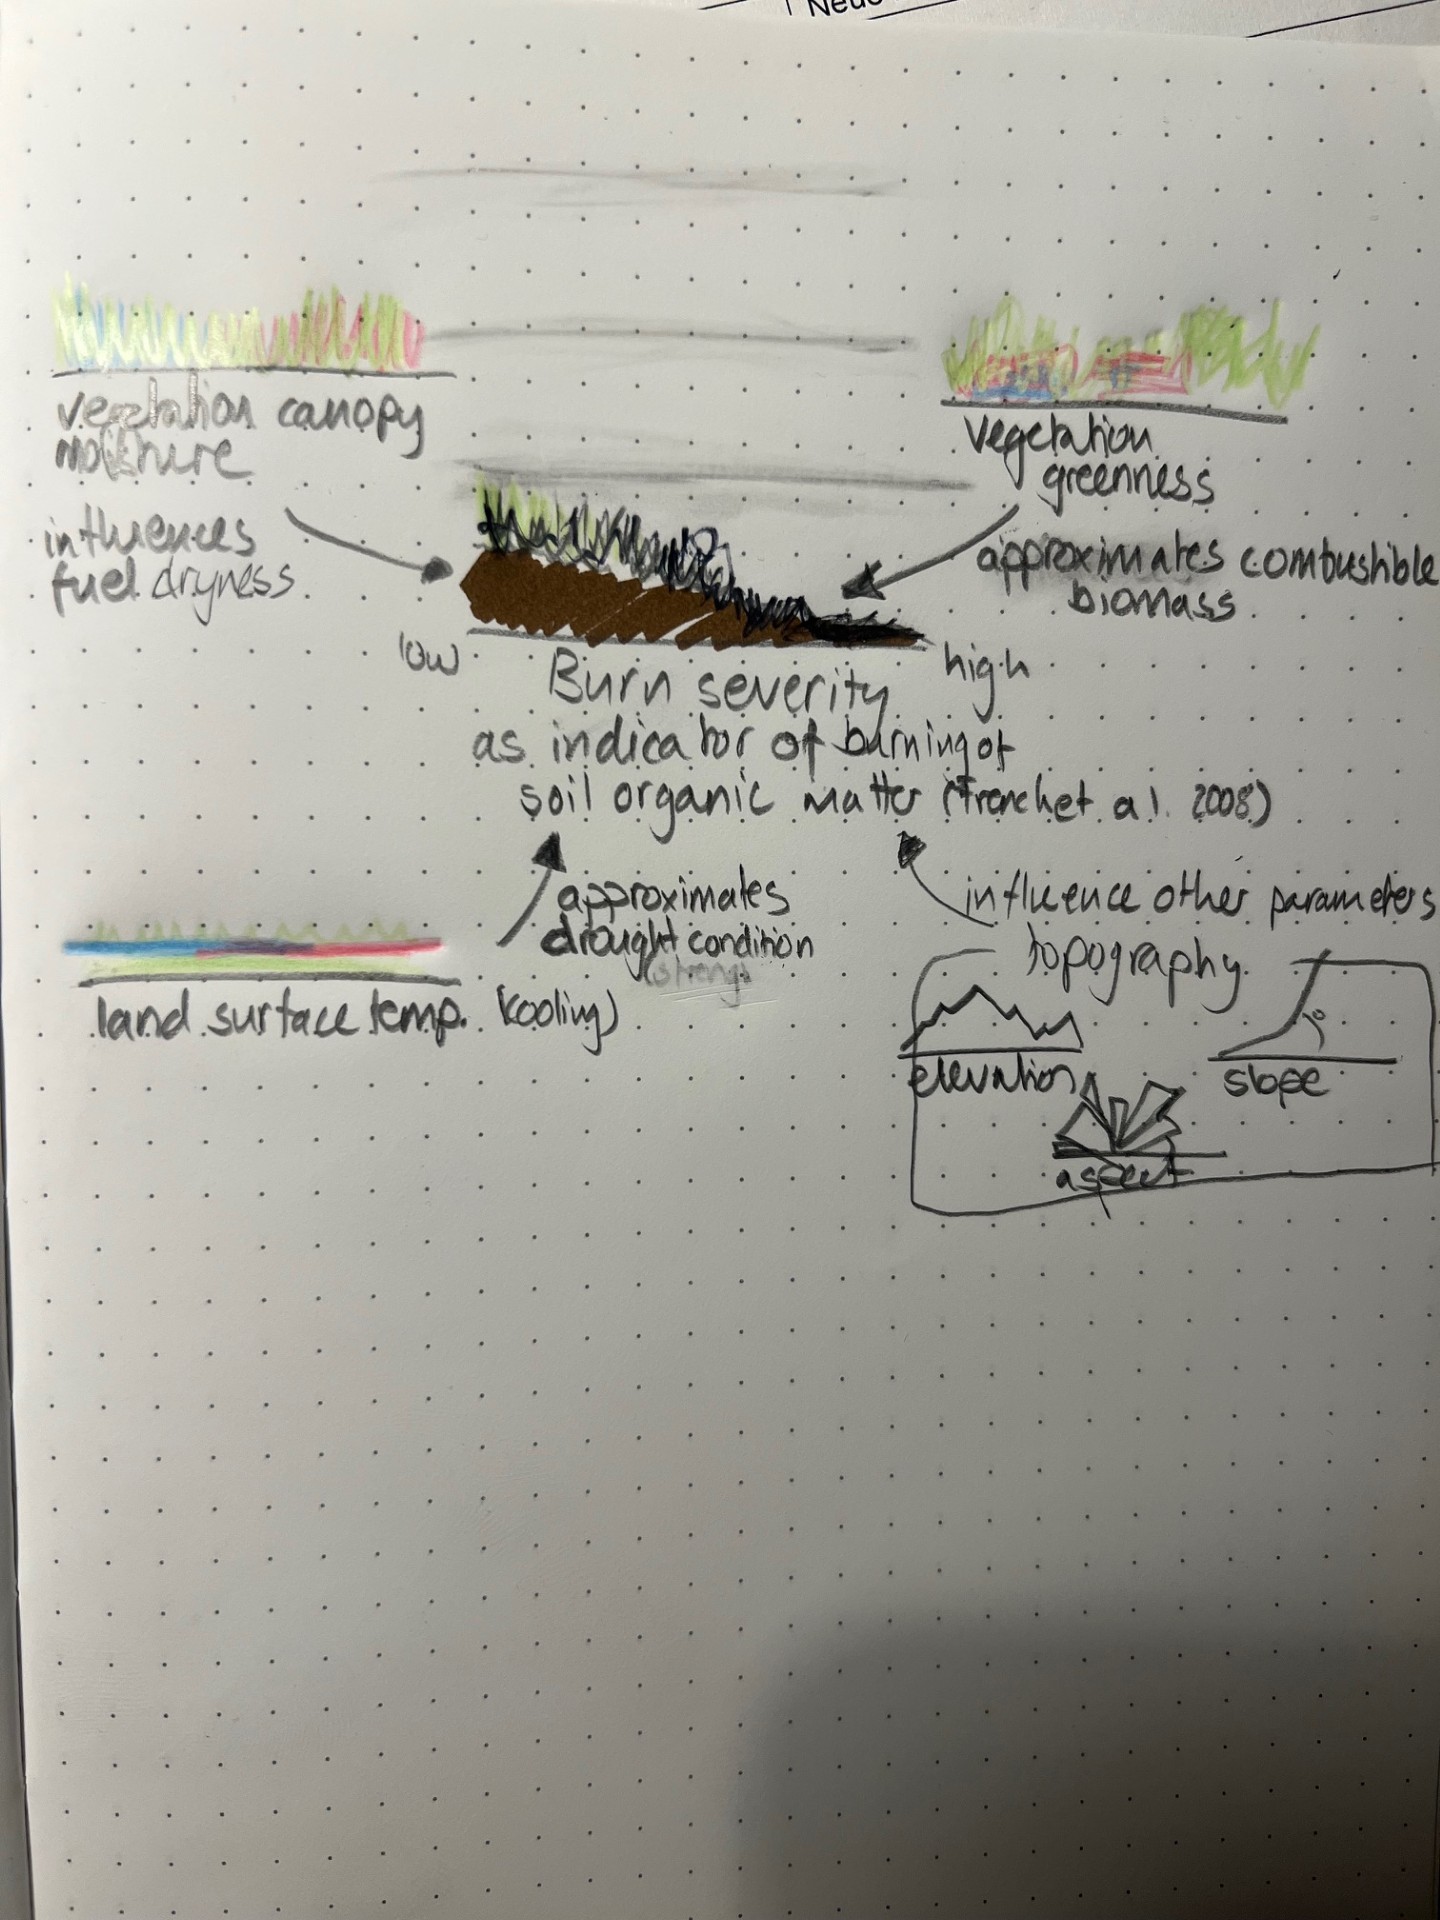 Neue
vegetation canopy
moisture
influences
fuel dryness
vegetation
greenness
approximates combustible
biomass
low
high
Burn severity
as indicator of burning of
soil organic matter (French et al. 2008)
approximates
drought condition
land surface temp. (cooling)
influence other parameters
topography
elevation
slope
aspect